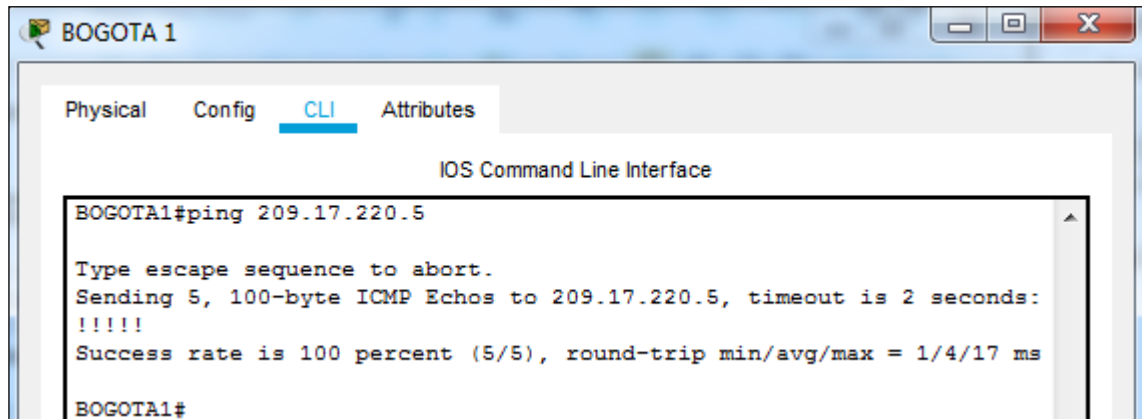 BOGOTA 1
Physical Config CLI Attributes
IOS Command Line Interface
BOGOTA1#ping 209.17.220.5
Type escape sequence to abort.
Sending 5, 100-byte ICMP Echos to 209.17.220.5, timeout is 2 seconds:
!!!!!
Success rate is 100 percent (5/5), round-trip min/avg/max = 1/4/17 ms
BOGOTA1#